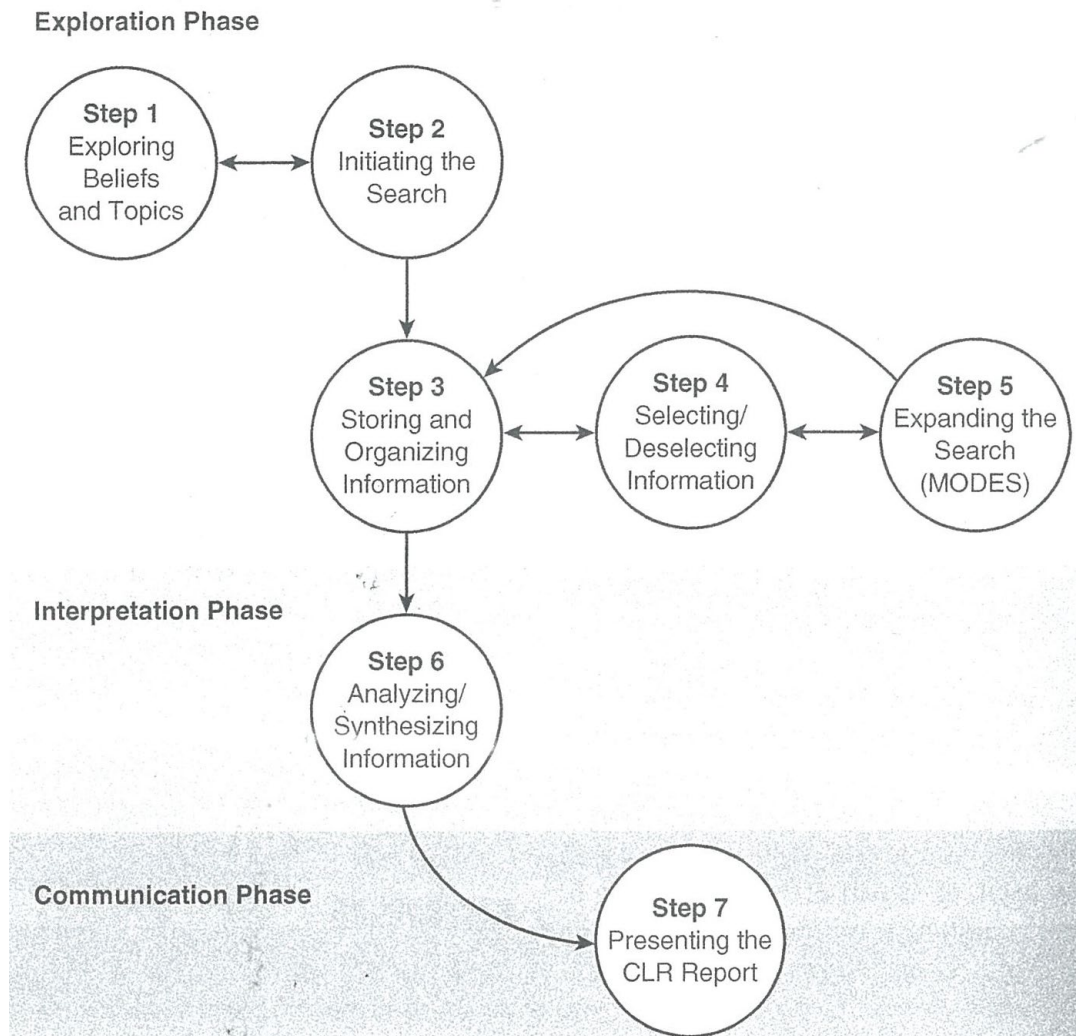 Exploration Phase
Step 1
Exploring
Beliefs
and Topics
Step 2
Initiating the
Search
Step 3
Storing and
Organizing
Information
Step 4
Selecting/
Deselecting
Information
Step 5
Expanding the
Search
(MODES)
Interpretation Phase
Step 6
Analyzing/
Synthesizing
Information
Communication Phase
Step 7
Presenting the
CLR Report